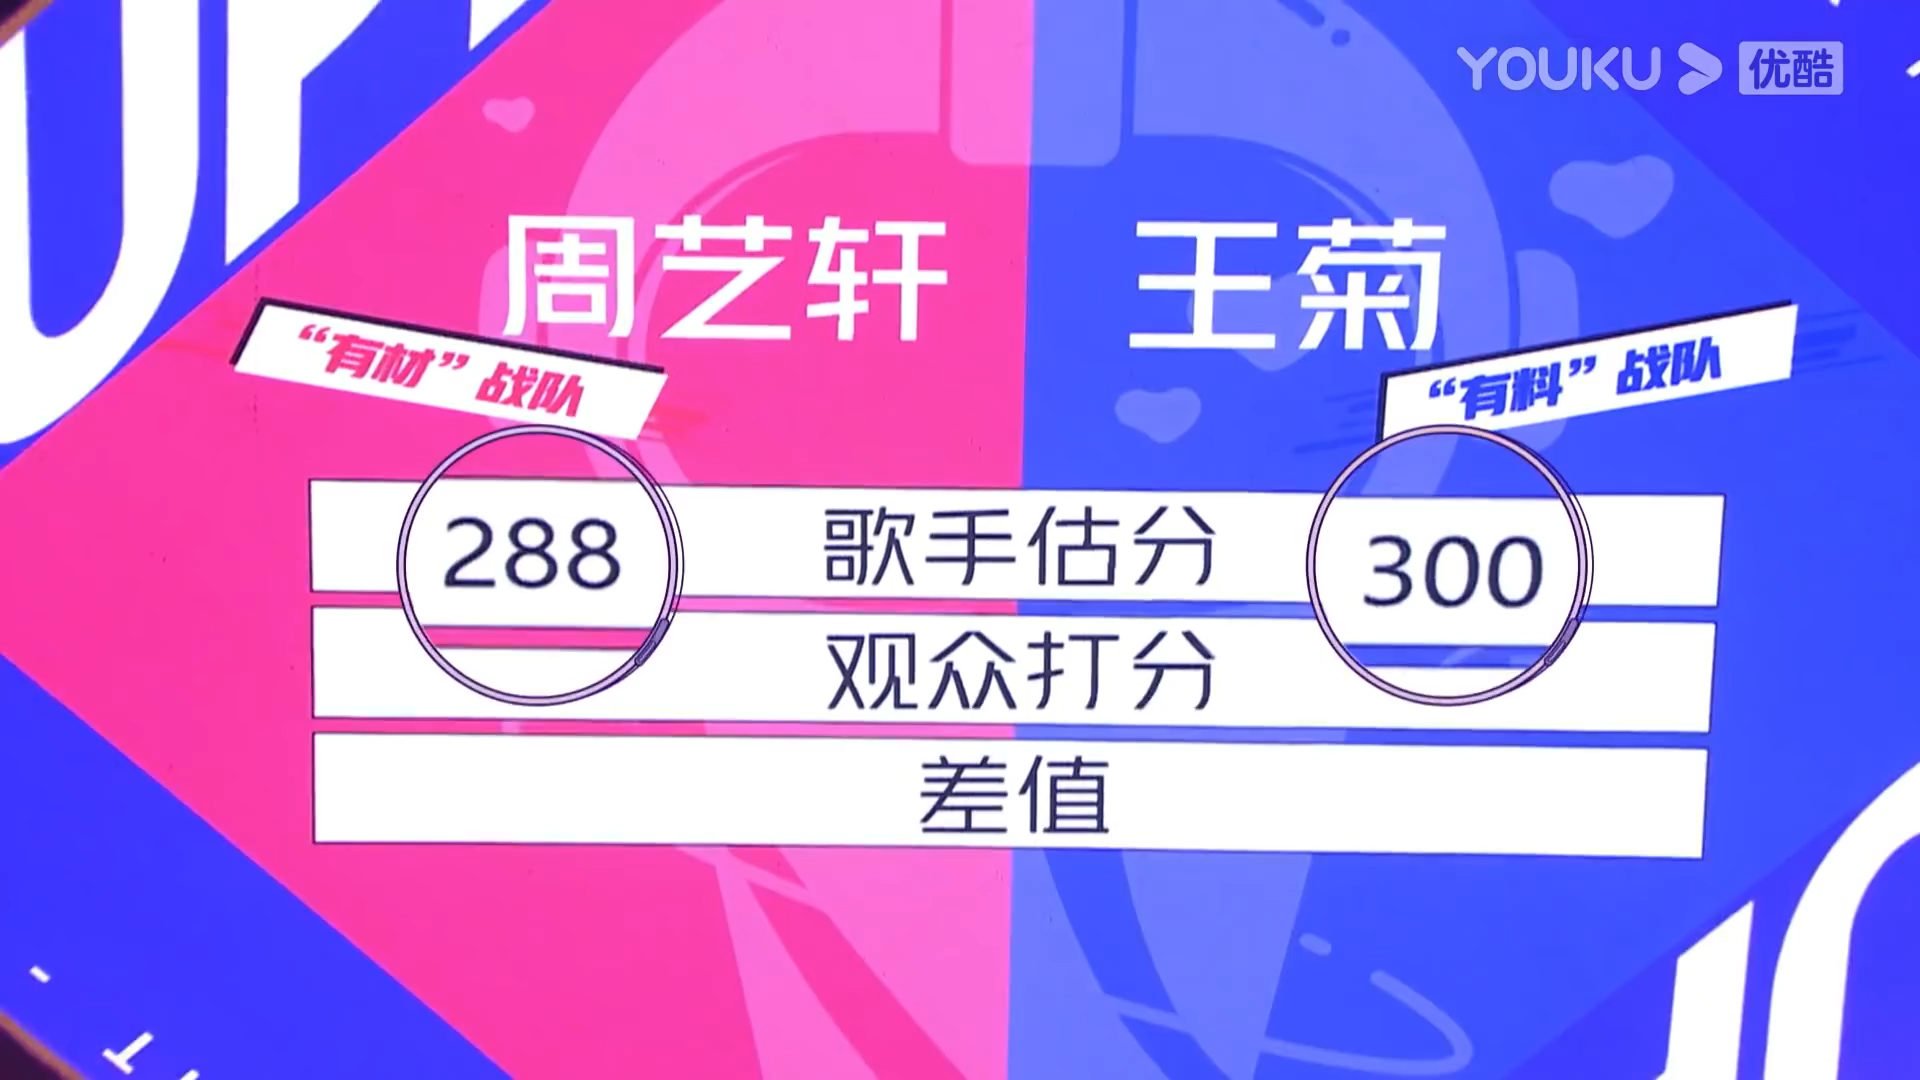 YOUKU 优酷
周艺轩 王菊
“有材”战队 “有料”战队
288 歌手估分 300
观众打分
差值